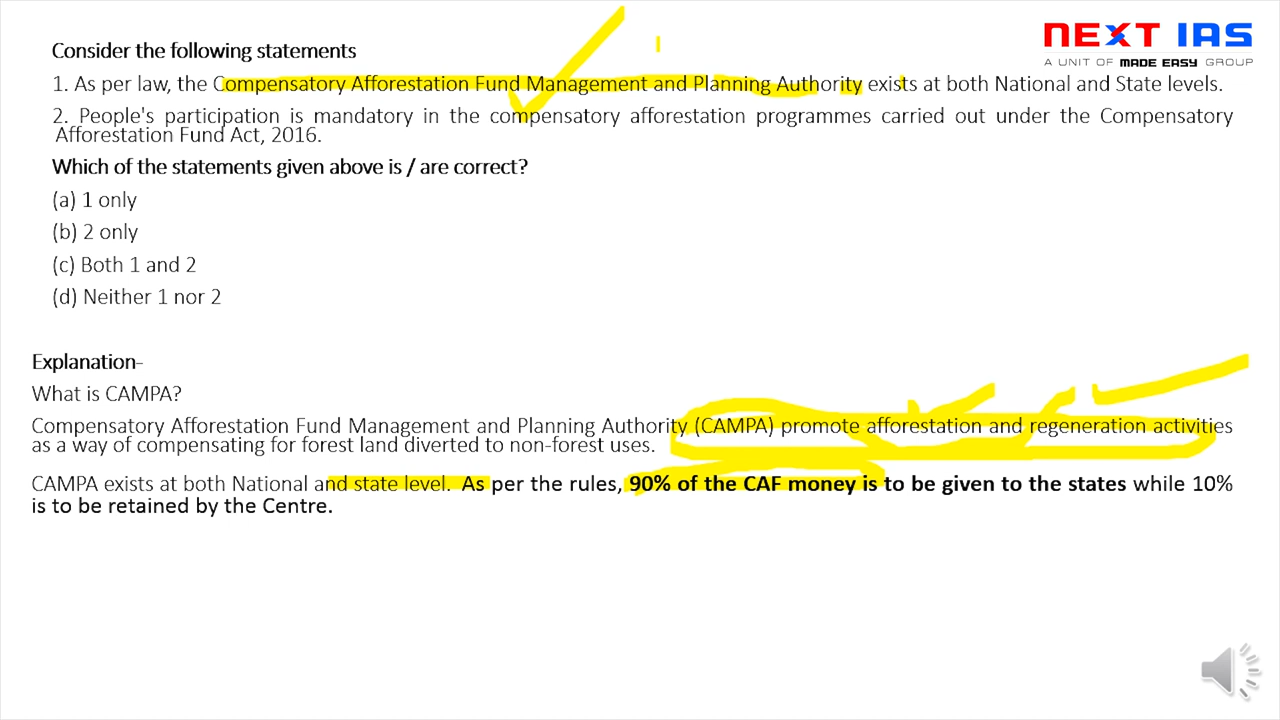 NEXT IAS
A UNIT OF MADE EASY GROUP
Consider the following statements
1. As per law, the Compensatory Afforestation Fund Management and Planning Authority exists at both National and State levels.
2. People's participation is mandatory in the compensatory afforestation programmes carried out under the Compensatory
Afforestation Fund Act, 2016.
Which of the statements given above is / are correct?
(a) 1 only
(b) 2 only
(c) Both 1 and 2
(d) Neither 1 nor 2
Explanation-
What is CAMPA?
Compensatory Afforestation Fund Management and Planning Authority (CAMPA) promote afforestation and regeneration activities
as a way of compensating for forest land diverted to non-forest uses.
CAMPA exists at both National and state level. As per the rules, 90% of the CAF money is to be given to the states while 10%
is to be retained by the Centre.